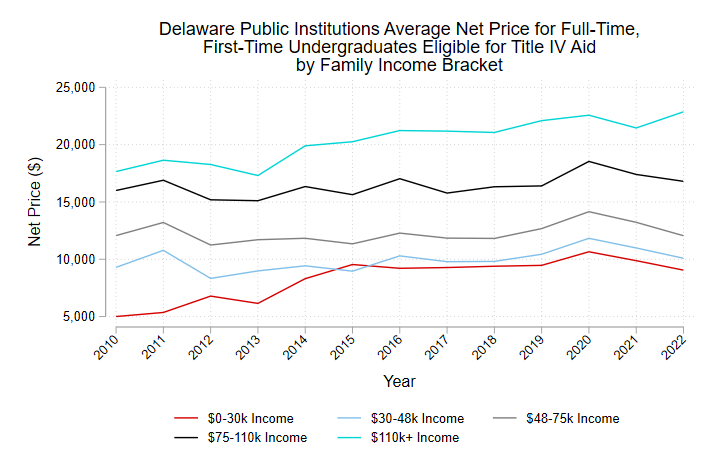 Delaware Public Institutions Average Net Price for Full-Time,
First-Time Undergraduates Eligible for Title IV Aid
by Family Income Bracket
25,000
20,000
15,000
10,000
5,000
Net Price ($)
2010 2011 2012 2013 2014 2015 2016 2017 2018 2019 2020 2021 2022
Year
$0-30k Income $30-48k Income $48-75k Income
$75-110k Income $110k+ Income